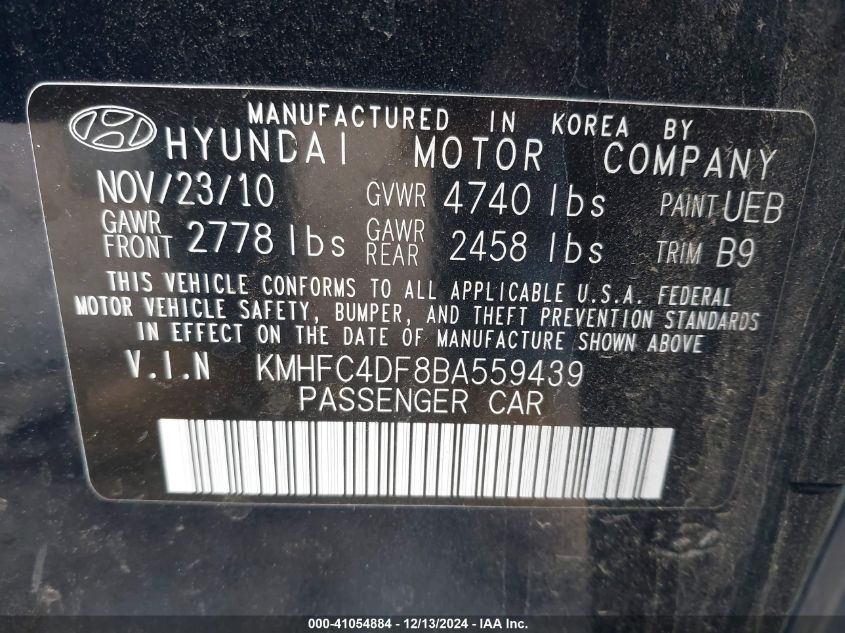 MANUFACTURED IN KOREA BY
HYUNDAI MOTOR COMPANY
NOV/23/10 GVWR 4740 lbs PAINT UEB
GAWR FRONT 2778 lbs GAWR REAR 2458 lbs TRIM B9
THIS VEHICLE CONFORMS TO ALL APPLICABLE U.S.A. FEDERAL
MOTOR VEHICLE SAFETY, BUMPER, AND THEFT PREVENTION STANDARDS
IN EFFECT ON THE DATE OF MANUFACTURE SHOWN ABOVE
V.I.N KMHFC4DF8BA559439
PASSENGER CAR
000-41054884 - 12/13/2024 - IAA Inc.